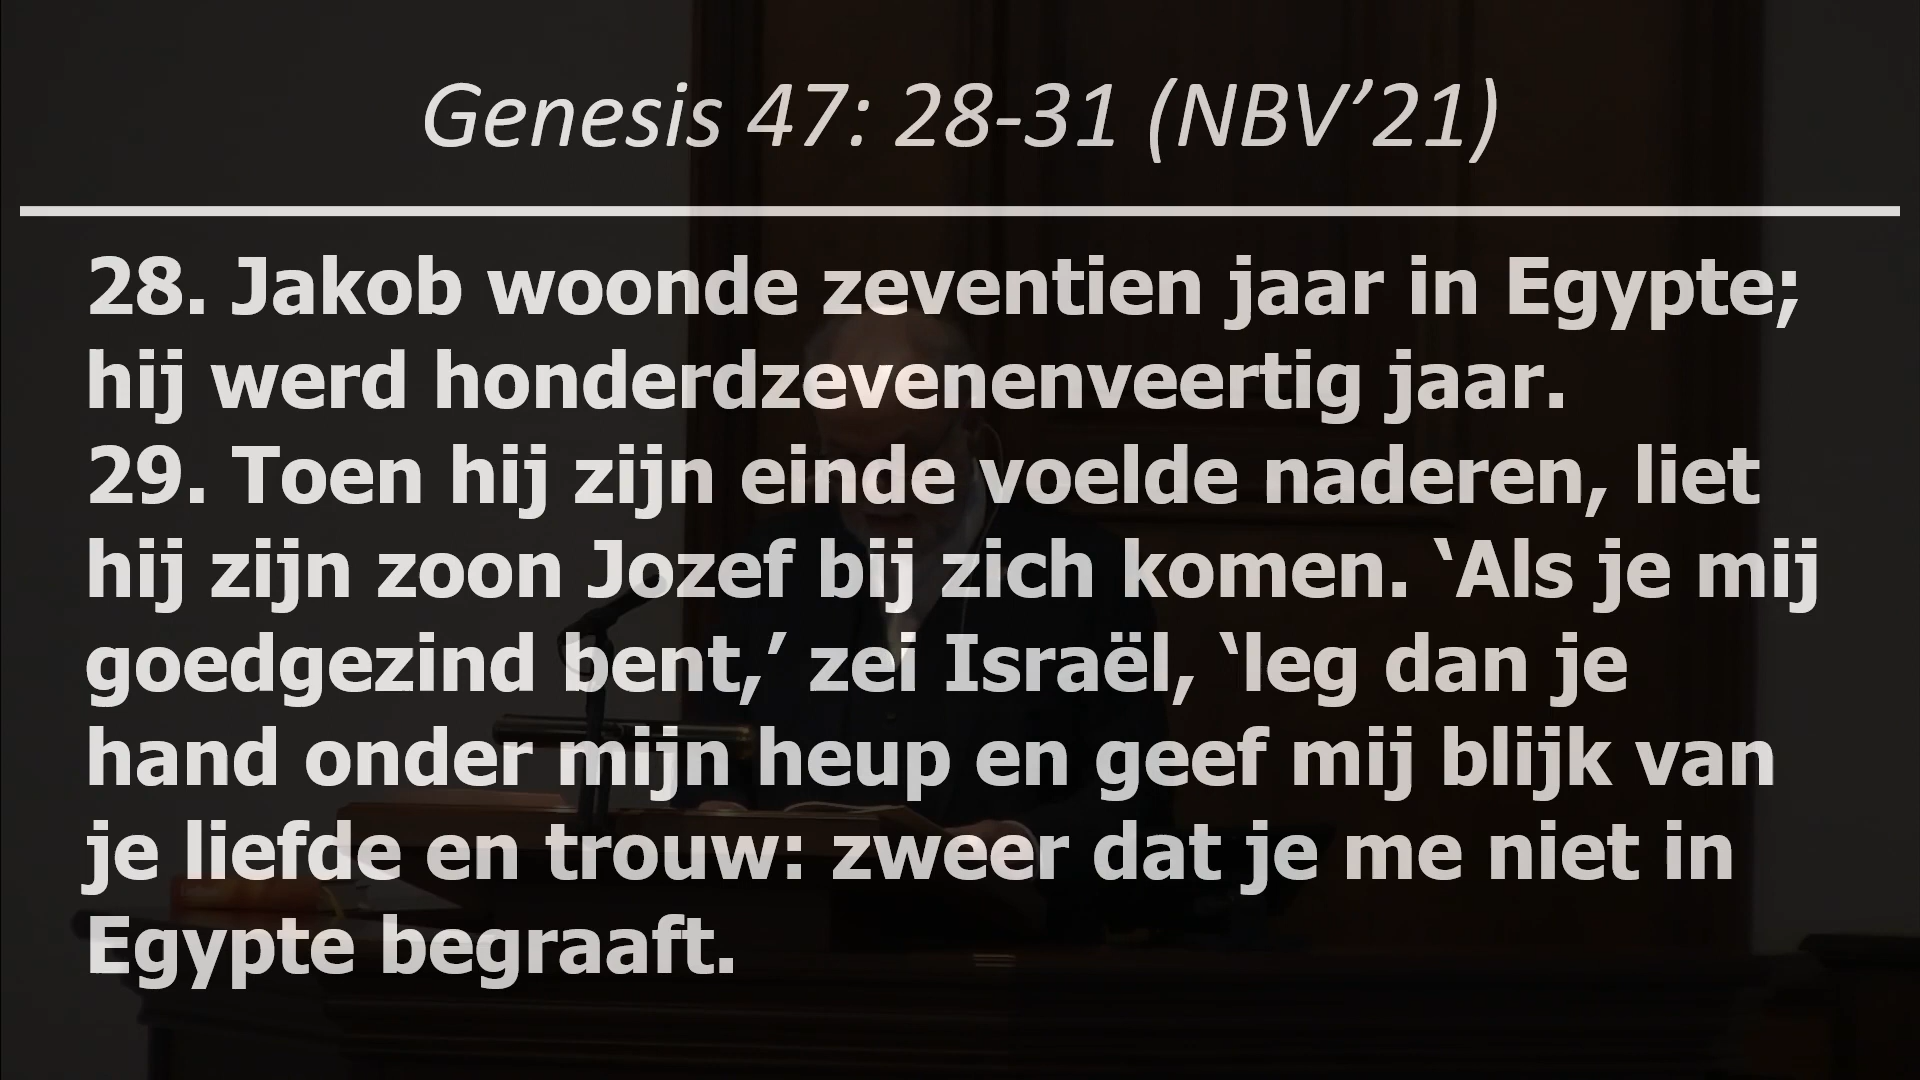 Genesis 47: 28-31 (NBV’21)
28. Jakob woonde zeventien jaar in Egypte;
hij werd honderdzevenenveertig jaar.
29. Toen hij zijn einde voelde naderen, liet
hij zijn zoon Jozef bij zich komen. ‘Als je mij
goedgezind bent,’ zei Israël, ‘leg dan je
hand onder mijn heup en geef mij blijk van
je liefde en trouw: zweer dat je me niet in
Egypte begraaft.